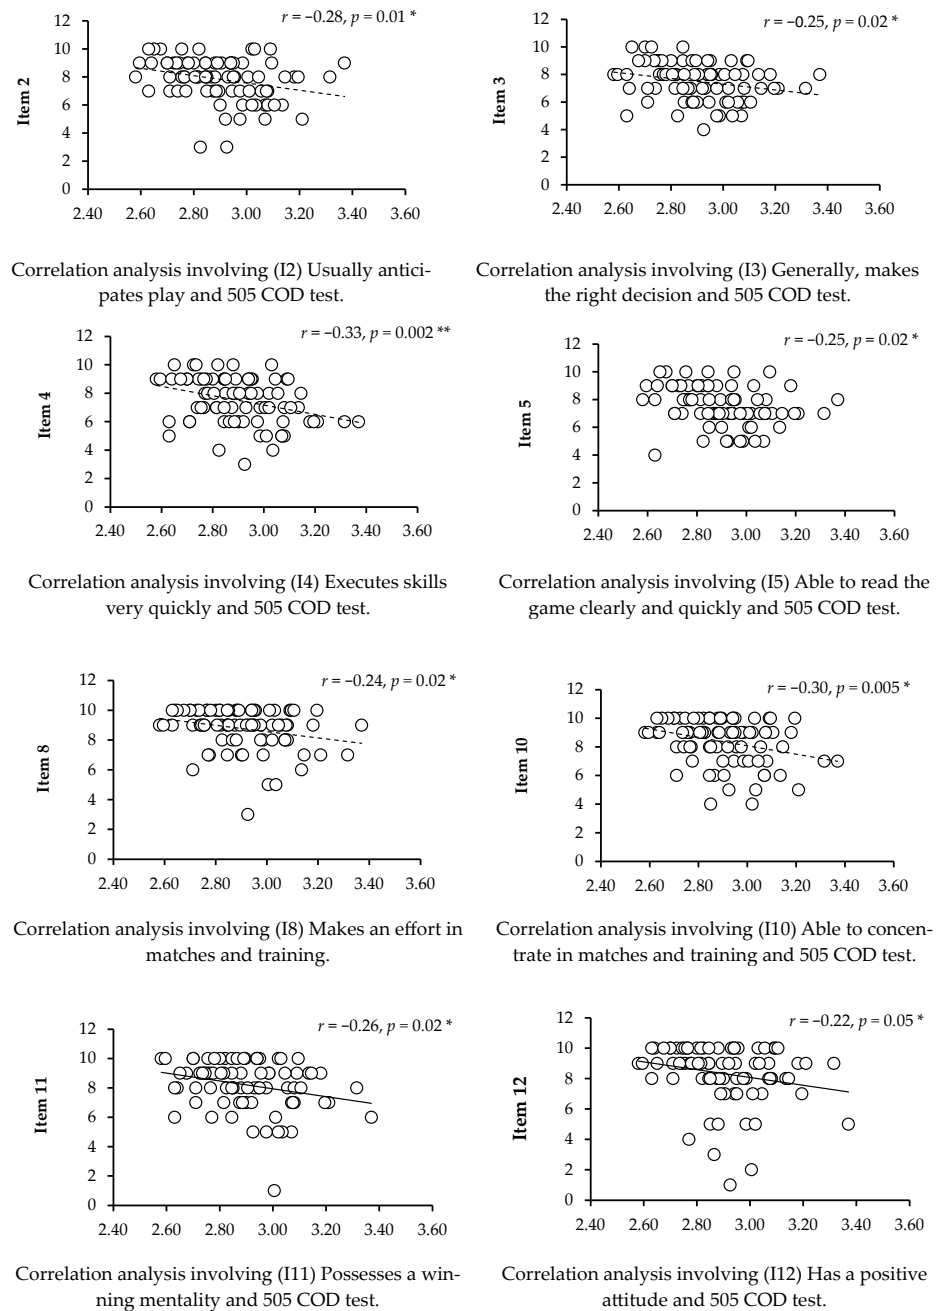 r = −0.28, p = 0.01 *
12
10
8
6
4
2
0
Item 2
2.40 2.60 2.80 3.00 3.20 3.40 3.60
Correlation analysis involving (I2) Usually antici-
pates play and 505 COD test.
r = −0.25, p = 0.02 *
12
10
8
6
4
2
0
Item 3
2.40 2.60 2.80 3.00 3.20 3.40 3.60
Correlation analysis involving (I3) Generally, makes
the right decision and 505 COD test.
r = −0.33, p = 0.002 **
12
10
8
6
4
2
0
Item 4
2.40 2.60 2.80 3.00 3.20 3.40 3.60
Correlation analysis involving (I4) Executes skills
very quickly and 505 COD test.
r = −0.25, p = 0.02 *
12
10
8
6
4
2
0
Item 5
2.40 2.60 2.80 3.00 3.20 3.40 3.60
Correlation analysis involving (I5) Able to read the
game clearly and quickly and 505 COD test.
r = −0.24, p = 0.02 *
12
10
8
6
4
2
0
Item 8
2.40 2.60 2.80 3.00 3.20 3.40 3.60
Correlation analysis involving (I8) Makes an effort in
matches and training.
r = −0.30, p = 0.005 *
12
10
8
6
4
2
0
Item 10
2.40 2.60 2.80 3.00 3.20 3.40 3.60
Correlation analysis involving (I10) Able to concen-
trate in matches and training and 505 COD test.
r = −0.26, p = 0.02 *
12
10
8
6
4
2
0
Item 11
2.40 2.60 2.80 3.00 3.20 3.40 3.60
Correlation analysis involving (I11) Possesses a win-
ning mentality and 505 COD test.
r = −0.22, p = 0.05 *
12
10
8
6
4
2
0
Item 12
2.40 2.60 2.80 3.00 3.20 3.40 3.60
Correlation analysis involving (I12) Has a positive
attitude and 505 COD test.